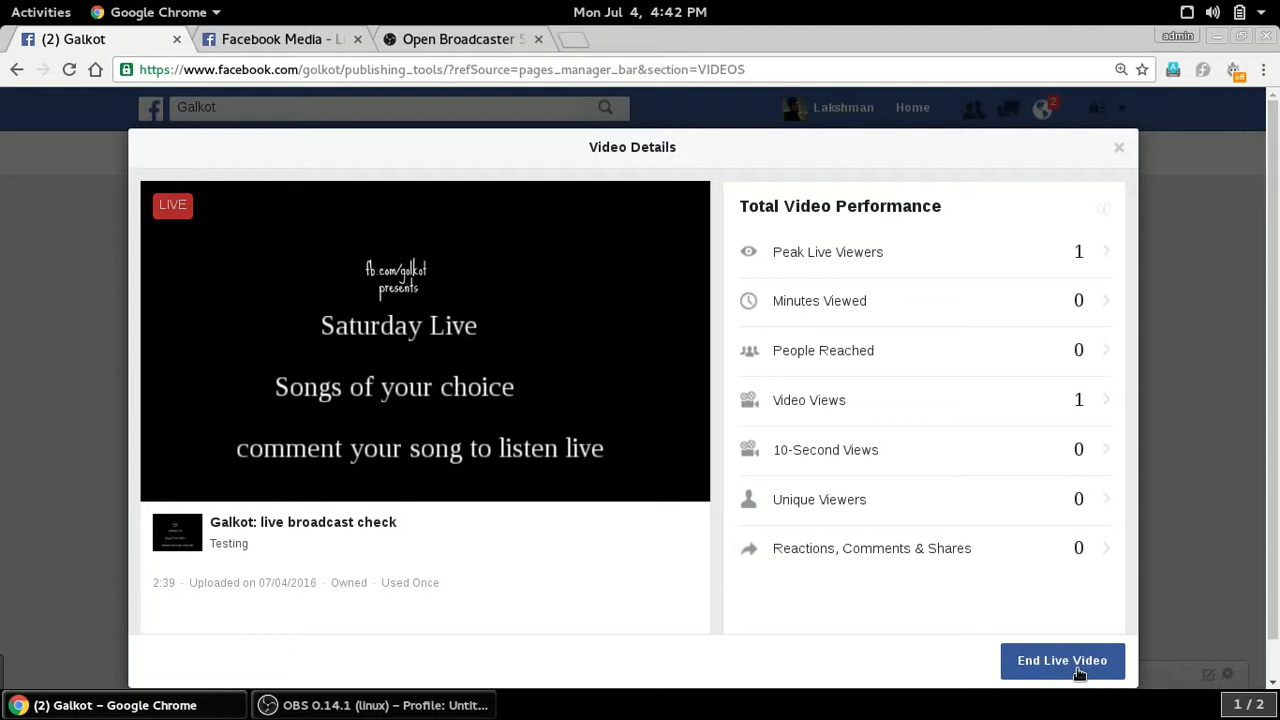 Activities Google Chrome Mon Jul 4, 4:42 PM
(2) Galkot Facebook Media - Li Open Broadcaster S admin
https://www.facebook.com/golkot/publishing_tools/?refSource=pages_manager_bar&section=VIDEOS off
Galkot Lakshman Home 2
Video Details
LIVE
fb.com/golkot
presents
Saturday Live
Songs of your choice
comment your song to listen live
Galkot: live broadcast check
Testing
2:39 · Uploaded on 07/04/2016 · Owned · Used Once
Total Video Performance
Peak Live Viewers 1
Minutes Viewed 0
People Reached 0
Video Views 1
10-Second Views 0
Unique Viewers 0
Reactions, Comments & Shares 0
End Live Video
(2) Galkot – Google Chrome OBS 0.14.1 (linux) – Profile: Untit... 1 / 2